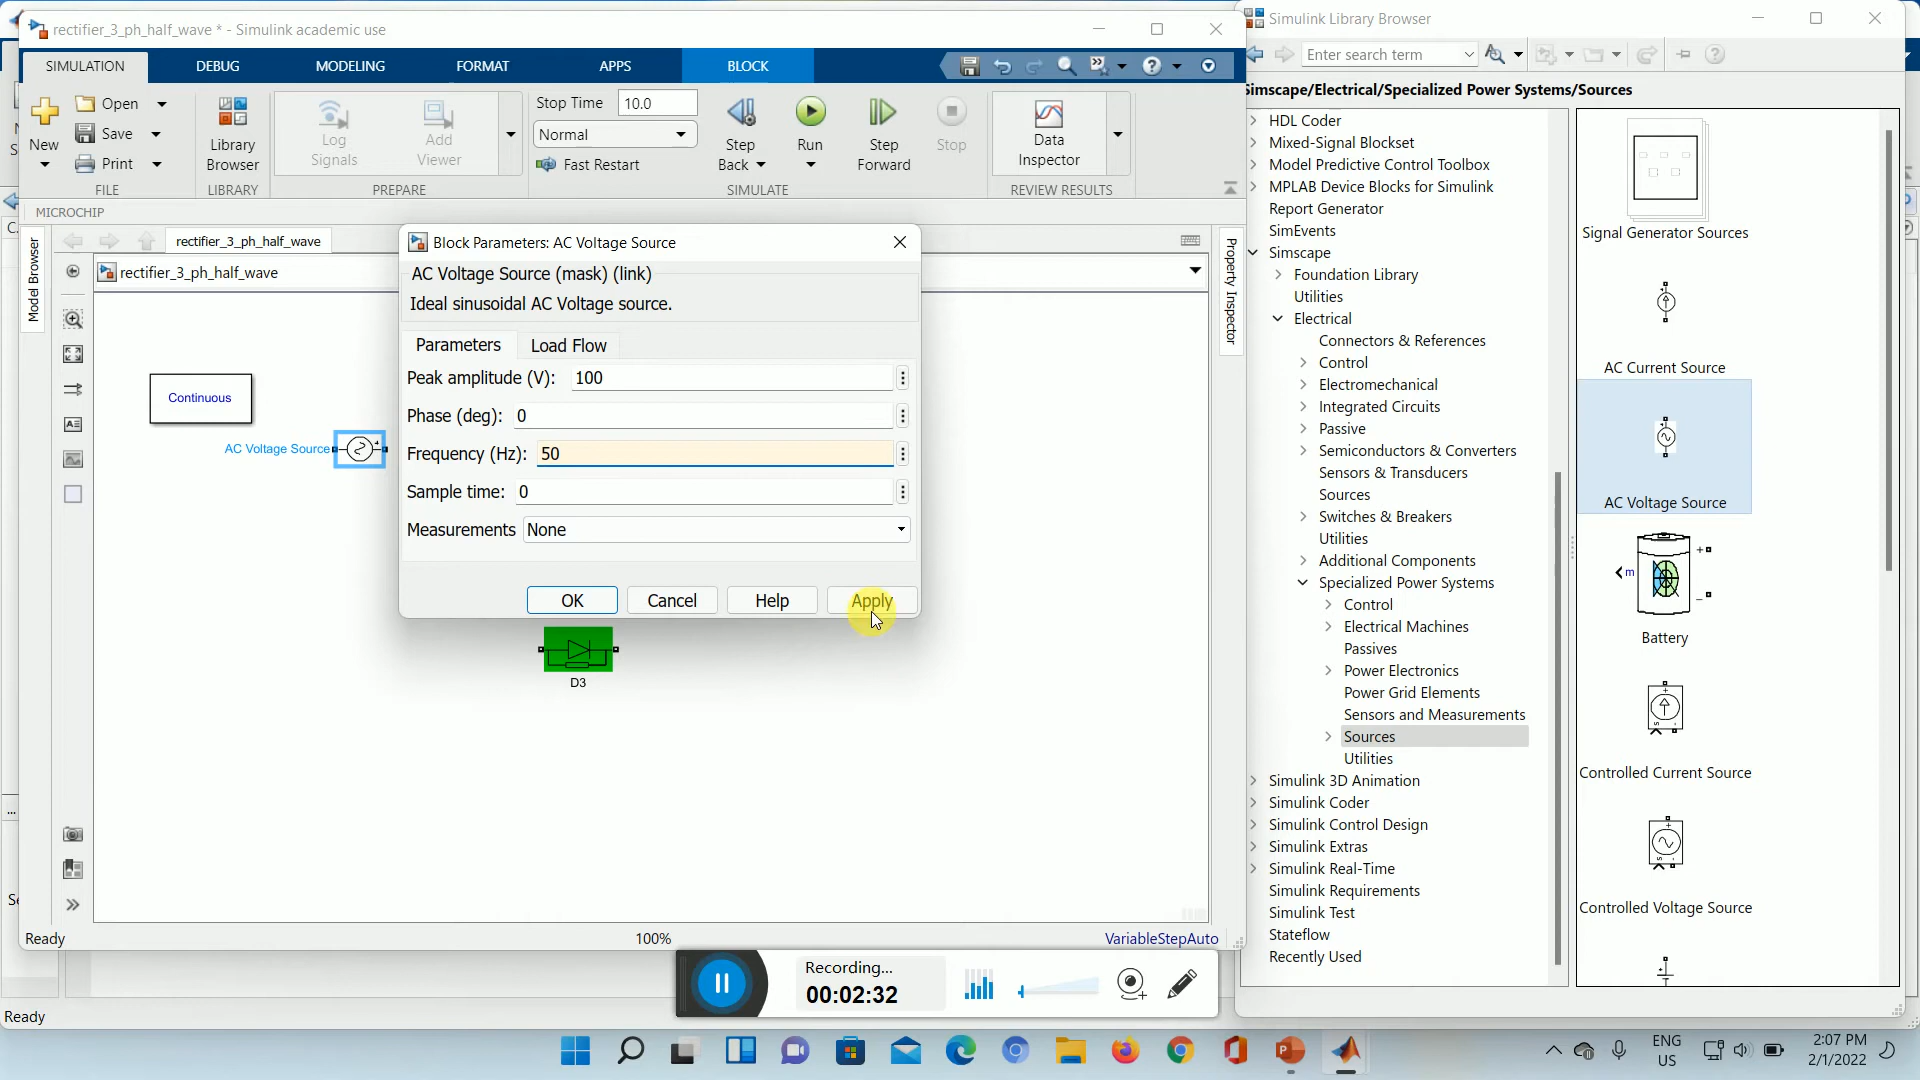 rectifier_3_ph_half_wave * - Simulink academic use
SIMULATION
DEBUG
MODELING
FORMAT
APPS
BLOCK
New
Open
Save
Print
FILE
Library
Browser
LIBRARY
Log
Signals
Add
Viewer
PREPARE
Stop Time 10.0
Normal
Fast Restart
Step
Back
Run
Step
Forward
Stop
SIMULATE
Data
Inspector
REVIEW RESULTS
MICROCHIP
Model Browser
rectifier_3_ph_half_wave
rectifier_3_ph_half_wave
Property Inspector
Continuous
AC Voltage Source
Block Parameters: AC Voltage Source
AC Voltage Source (mask) (link)
Ideal sinusoidal AC Voltage source.
Parameters
Load Flow
Peak amplitude (V): 100
Phase (deg): 0
Frequency (Hz): 50
Sample time: 0
Measurements None
OK
Cancel
Help
Apply
D3
Ready
100%
VariableStepAuto
Recording...
00:02:32
Ready
Simulink Library Browser
Enter search term
Simscape/Electrical/Specialized Power Systems/Sources
HDL Coder
Mixed-Signal Blockset
Model Predictive Control Toolbox
MPLAB Device Blocks for Simulink
Report Generator
SimEvents
Simscape
Foundation Library
Utilities
Electrical
Connectors & References
Control
Electromechanical
Integrated Circuits
Passive
Semiconductors & Converters
Sensors & Transducers
Sources
Switches & Breakers
Utilities
Additional Components
Specialized Power Systems
Control
Electrical Machines
Passives
Power Electronics
Power Grid Elements
Sensors and Measurements
Sources
Utilities
Simulink 3D Animation
Simulink Coder
Simulink Control Design
Simulink Extras
Simulink Real-Time
Simulink Requirements
Simulink Test
Stateflow
Recently Used
Signal Generator Sources
AC Current Source
AC Voltage Source
m
Battery
Controlled Current Source
Controlled Voltage Source
ENG
US
2:07 PM
2/1/2022